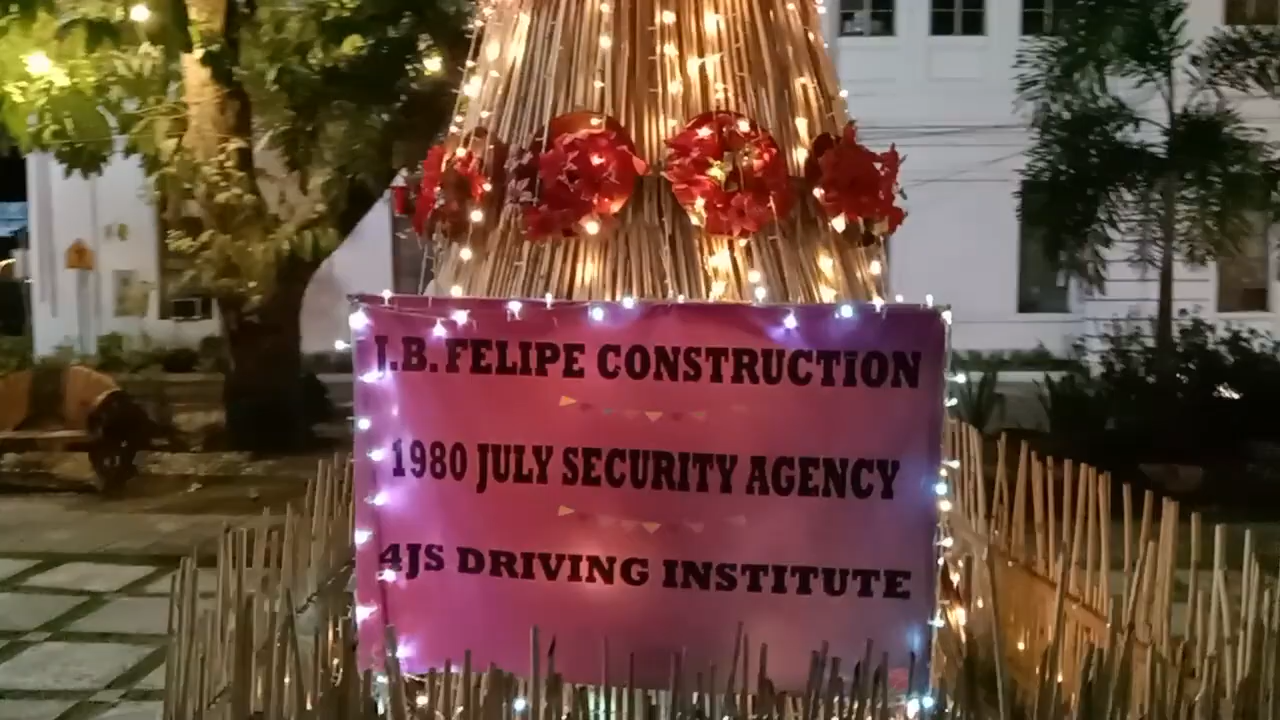 J.B. FELIPE CONSTRUCTION
1980 JULY SECURITY AGENCY
4JS DRIVING INSTITUTE